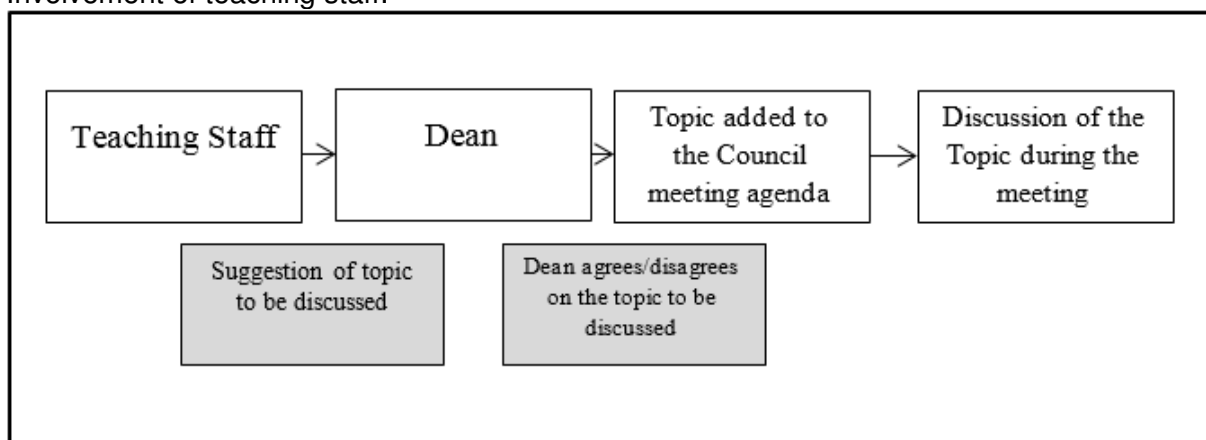 involvement of teaching staff.
Teaching Staff
Dean
Topic added to
the Council
meeting agenda
Discussion of the
Topic during the
meeting
Suggestion of topic
to be discussed
Dean agrees/disagrees
on the topic to be
discussed